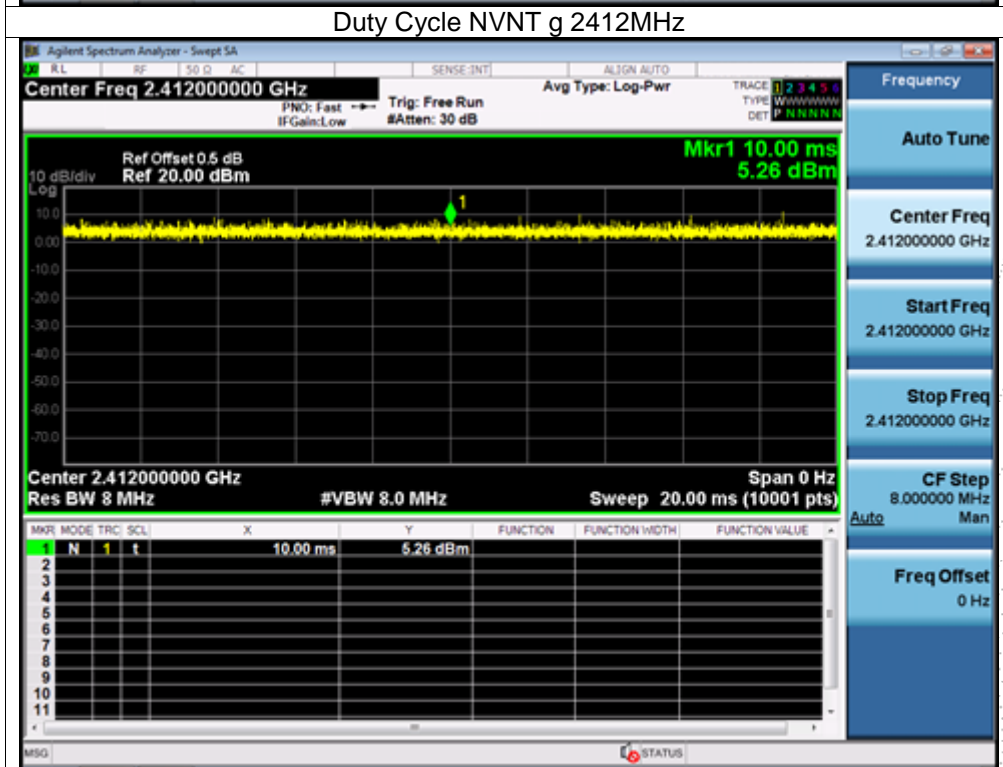 Duty Cycle NVNT g 2412MHz
Agilent Spectrum Analyzer - Swept SA
RL RF 50 Ω AC SENSE:INT ALIGN AUTO
Center Freq 2.412000000 GHz
PNO: Fast
IFGain:Low
Trig: Free Run
#Atten: 30 dB
Avg Type: Log-Pwr
TRACE 1 2 3 4 5 6
TYPE WWWWWW
DET P N N N N N
Mkr1 10.00 ms
5.26 dBm
Ref Offset 0.5 dB
10 dB/div Ref 20.00 dBm
Log
1
10.0
0.00
-10.0
-20.0
-30.0
-40.0
-50.0
-60.0
-70.0
Center 2.412000000 GHz Span 0 Hz
Res BW 8 MHz #VBW 8.0 MHz Sweep 20.00 ms (10001 pts)
MKR MODE TRC SCL X Y FUNCTION FUNCTION WIDTH FUNCTION VALUE
1 N 1 t 10.00 ms 5.26 dBm
2
3
4
5
6
7
8
9
10
11
MSG STATUS
Frequency
Auto Tune
Center Freq
2.412000000 GHz
Start Freq
2.412000000 GHz
Stop Freq
2.412000000 GHz
CF Step
8.000000 MHz
Auto Man
Freq Offset
0 Hz